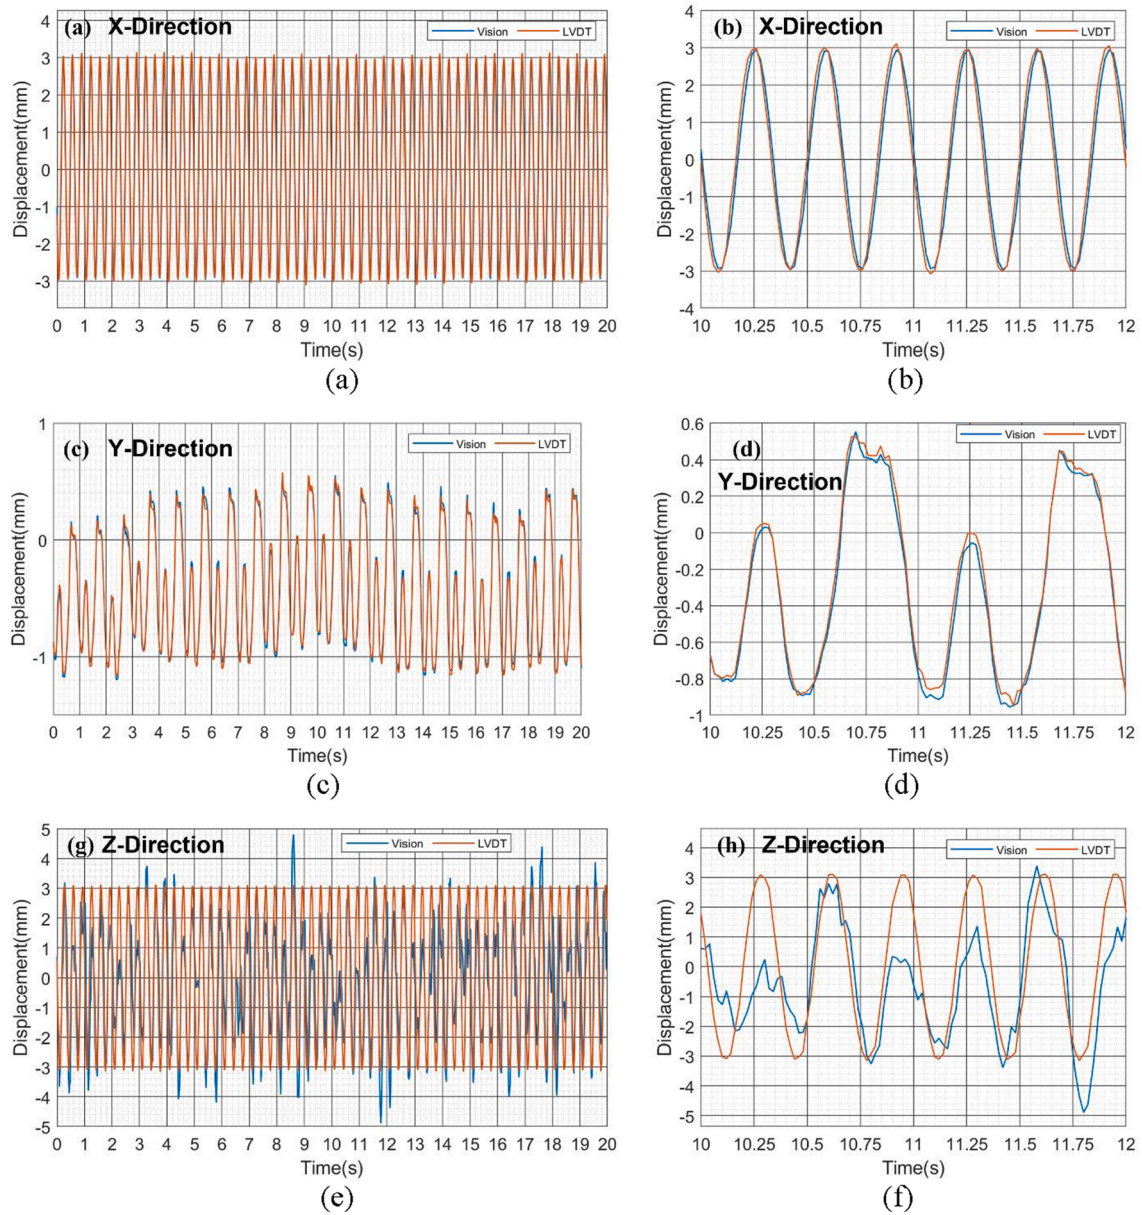 (a) X-Direction
Vision LVDT
4
3
2
1
0
-1
-2
-3
Displacement(mm)
0 1 2 3 4 5 6 7 8 9 10 11 12 13 14 15 16 17 18 19 20
Time(s)
(a)
(b) X-Direction
Vision LVDT
4
3
2
1
0
-1
-2
-3
-4
Displacement(mm)
10 10.25 10.5 10.75 11 11.25 11.5 11.75 12
Time(s)
(b)
(c) Y-Direction
Vision LVDT
1
0
-1
Displacement(mm)
0 1 2 3 4 5 6 7 8 9 10 11 12 13 14 15 16 17 18 19 20
Time(s)
(c)
(d)
Y-Direction
Vision LVDT
0.6
0.4
0.2
0
-0.2
-0.4
-0.6
-0.8
-1
Displacement(mm)
10 10.25 10.5 10.75 11 11.25 11.5 11.75 12
Time(s)
(d)
(g) Z-Direction
Vision LVDT
5
4
3
2
1
0
-1
-2
-3
-4
-5
Displacement(mm)
0 1 2 3 4 5 6 7 8 9 10 11 12 13 14 15 16 17 18 19 20
Time(s)
(e)
(h) Z-Direction
Vision LVDT
4
3
2
1
0
-1
-2
-3
-4
-5
Displacement(mm)
10 10.25 10.5 10.75 11 11.25 11.5 11.75 12
Time(s)
(f)